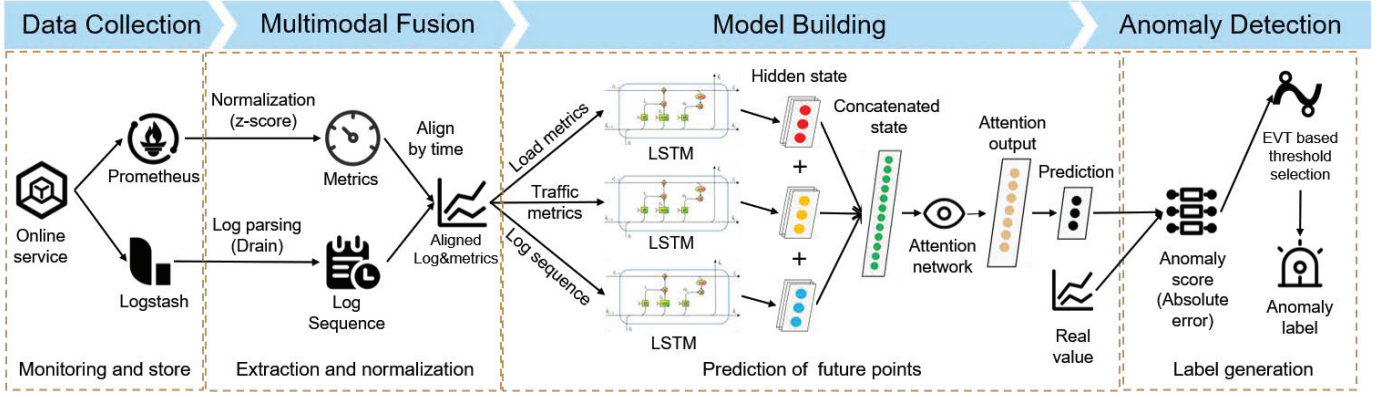 Data Collection
Multimodal Fusion
Model Building
Anomaly Detection
Online
service
Prometheus
Logstash
Monitoring and store
Normalization
(z-score)
Metrics
Log parsing
(Drain)
Log
Sequence
Align
by time
Aligned
Log&metrics
Extraction and normalization
Load metrics
Traffic
metrics
Log sequence
LSTM
LSTM
LSTM
Hidden state
+
+
Concatenated
state
Attention
network
Attention
output
Prediction
Real
value
Prediction of future points
Anomaly
score
(Absolute
error)
EVT based
threshold
selection
Anomaly
label
Label generation